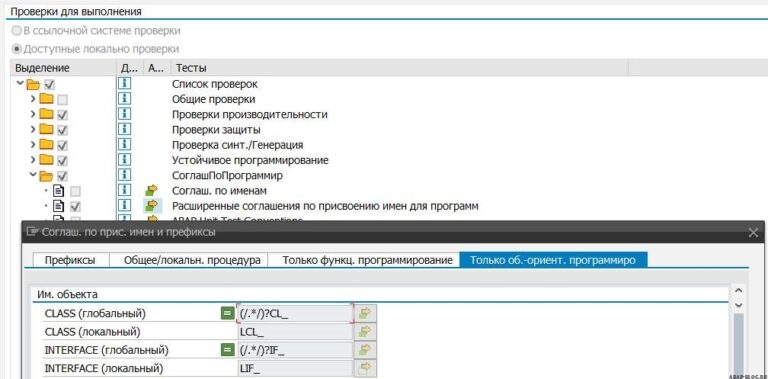 Проверки для выполнения
В ссылочной системе проверки
Доступные локально проверки
Выделение Д... А... Тесты
Список проверок
Общие проверки
Проверки производительности
Проверки защиты
Проверка синт./Генерация
Устойчивое программирование
СоглашПоПрограммир
Соглаш. по именам
Расширенные соглашения по присвоению имен для программ
ABAP Unit Test Conventions
Соглаш. по прис. имен и префиксы
Префиксы Общее/локальн. процедура Только функц. программирование Только об.-ориент. программиро
Им. объекта
CLASS (глобальный) (/.*/)?CL_
CLASS (локальный) LCL_
INTERFACE (глобальный) (/.*/)?IF_
INTERFACE (локальный) LIF_
ABAP-BLOG.RU